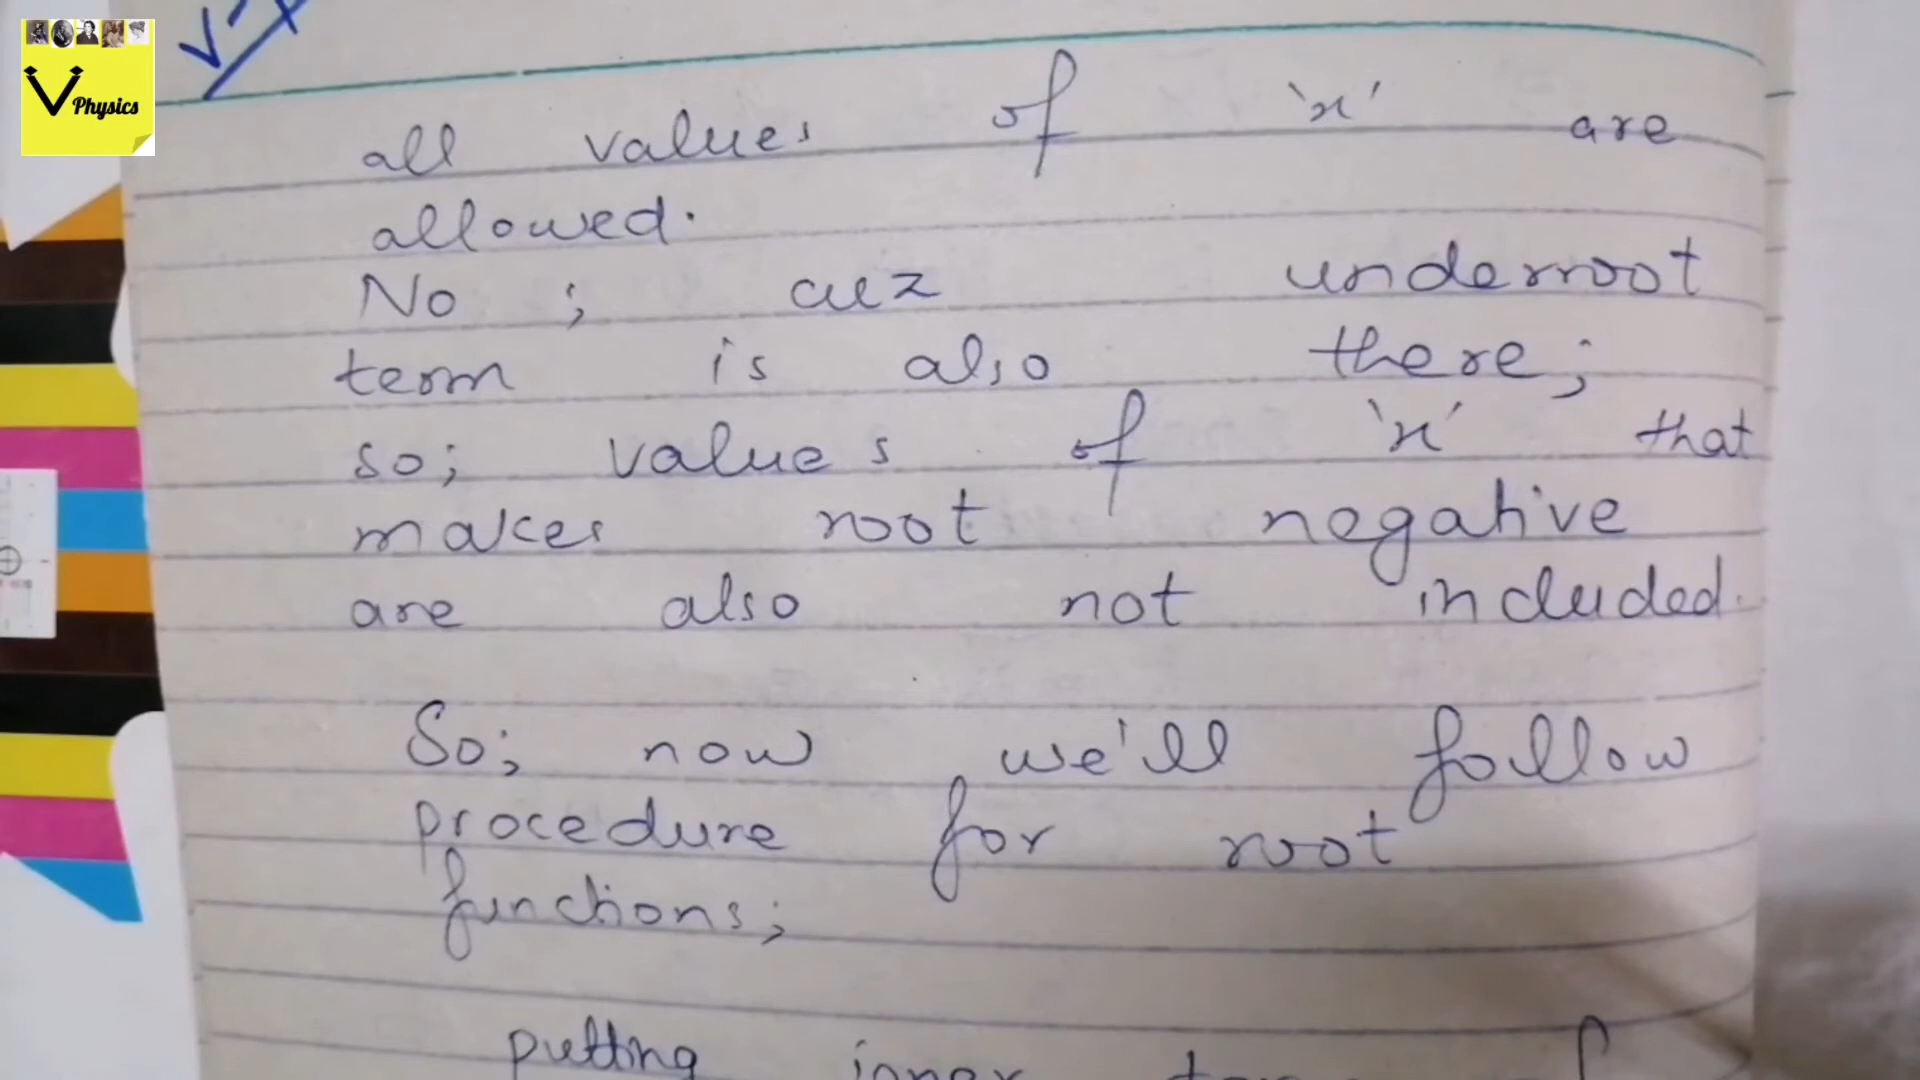 V Physics
all values of 'x' are
allowed.
No ; cuz underroot
term is also there;
so; values of 'x' that
makes root negative
are also not included.
So; now we'll follow
procedure for root
functions;
putting inner